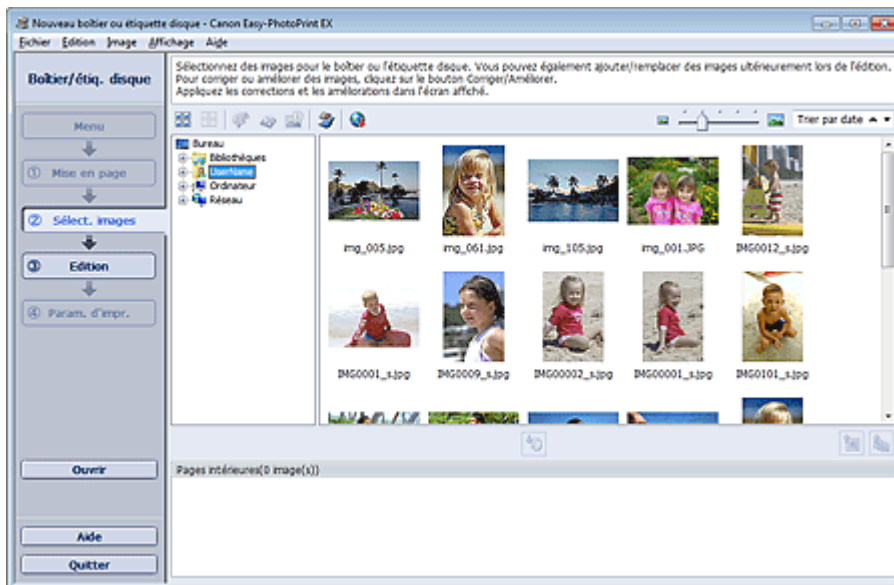 Nouveau boîtier ou étiquette disque - Canon Easy-PhotoPrint EX
Fichier Edition Image Affichage Aide
Boîtier/étiq. disque
Sélectionnez des images pour le boîtier ou l'étiquette disque. Vous pouvez également ajouter/remplacer des images ultérieurement lors de l'édition.
Pour corriger ou améliorer des images, cliquez sur le bouton Corriger/Améliorer.
Appliquez les corrections et les améliorations dans l'écran affiché.
Menu
① Mise en page
② Sélect. images
③ Edition
④ Param. d'impr.
Ouvrir
Aide
Quitter
Trier par date
Bureau
Bibliothèques
UserName
Ordinateur
Réseau
img_005.jpg
img_061.jpg
img_105.jpg
img_001.JPG
IMG0012_s.jpg
IMG0001_s.jpg
IMG0009_s.jpg
IMG00002_s.jpg
IMG00001_s.jpg
IMG0101_s.jpg
Pages intérieures(0 image(s))